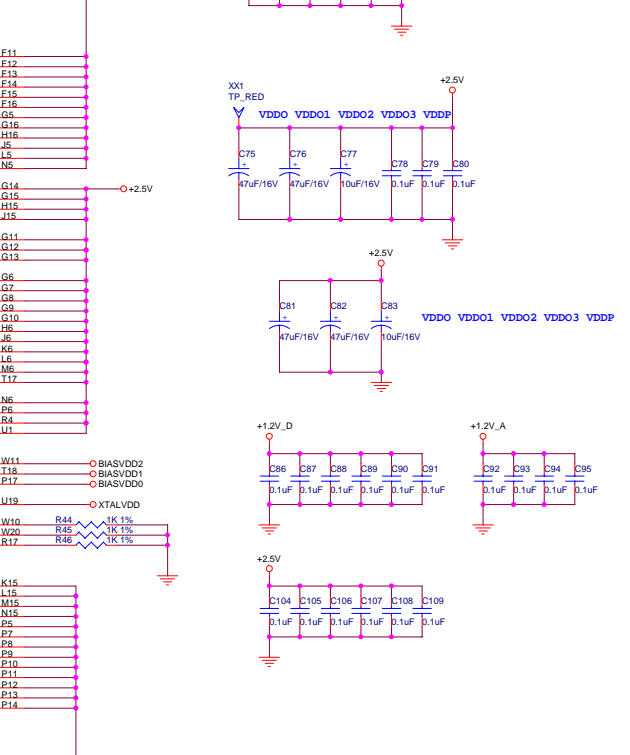 F11
F12
F13
F14
F15
F16
G5
G16
H16
J5
L5
N5
G14
G15
H15
J15
+2.5V
G11
G12
G13
G6
G7
G8
G9
G10
H6
J6
K6
L6
M6
T17
N6
P6
R4
U1
W11 BIASVDD2
T18 BIASVDD1
P17 BIASVDD0
U19 XTALVDD
W10 R44 1K 1%
W20 R45 1K 1%
R17 R46 1K 1%
K15
L15
M15
N15
P5
P7
P8
P9
P10
P11
P12
P13
P14
XX1
TP_RED
+2.5V
VDDO VDDO1 VDDO2 VDDO3 VDDP
C75 C76 C77 C78 C79 C80
47uF/16V 47uF/16V 10uF/16V 0.1uF 0.1uF 0.1uF
+2.5V
C81 C82 C83
VDDO VDDO1 VDDO2 VDDO3 VDDP
47uF/16V 47uF/16V 10uF/16V
+1.2V_D
C86 C87 C88 C89 C90 C91
0.1uF 0.1uF 0.1uF 0.1uF 0.1uF 0.1uF
+1.2V_A
C92 C93 C94 C95
0.1uF 0.1uF 0.1uF 0.1uF
+2.5V
C104 C105 C106 C107 C108 C109
0.1uF 0.1uF 0.1uF 0.1uF 0.1uF 0.1uF